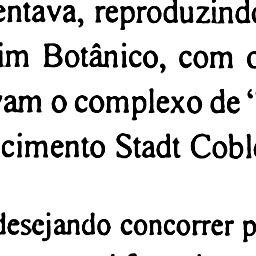 entava, reproduzindo
im Botânico, com o
vam o complexo de “
cimento Stadt Coble
desejando concorrer p